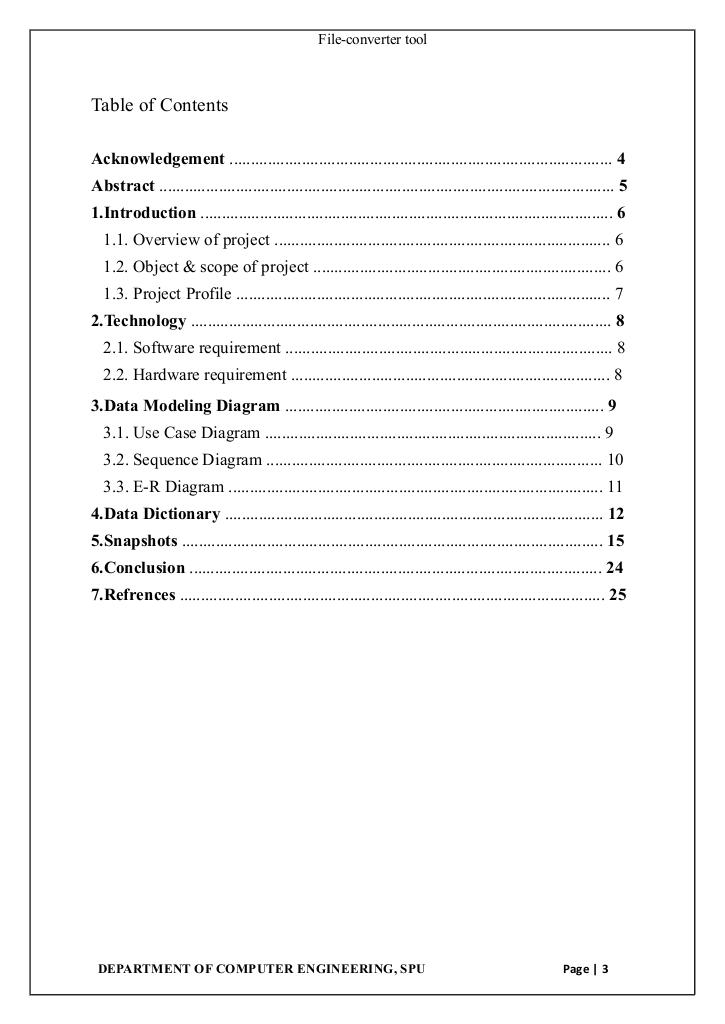 File-converter tool
Table of Contents
Acknowledgement .......................................................................................... 4
Abstract ........................................................................................................... 5
1.Introduction ................................................................................................. 6
1.1. Overview of project ............................................................................... 6
1.2. Object & scope of project ...................................................................... 6
1.3. Project Profile ........................................................................................ 7
2.Technology ................................................................................................... 8
2.1. Software requirement ............................................................................. 8
2.2. Hardware requirement ........................................................................... 8
3.Data Modeling Diagram ........................................................................... 9
3.1. Use Case Diagram ............................................................................... 9
3.2. Sequence Diagram ............................................................................... 10
3.3. E-R Diagram ........................................................................................ 11
4.Data Dictionary ......................................................................................... 12
5.Snapshots ................................................................................................... 15
6.Conclusion ................................................................................................. 24
7.Refrences .................................................................................................... 25
DEPARTMENT OF COMPUTER ENGINEERING, SPU Page | 3